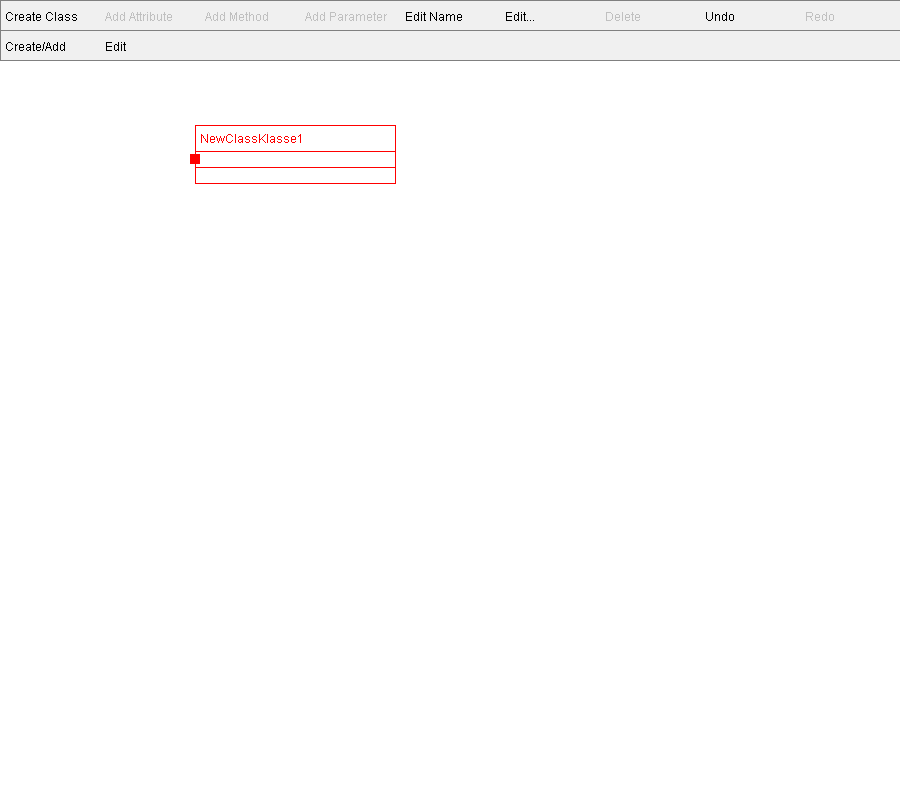 Create Class Add Attribute Add Method Add Parameter Edit Name Edit... Delete Undo Redo
Create/Add Edit
NewClassKlasse1